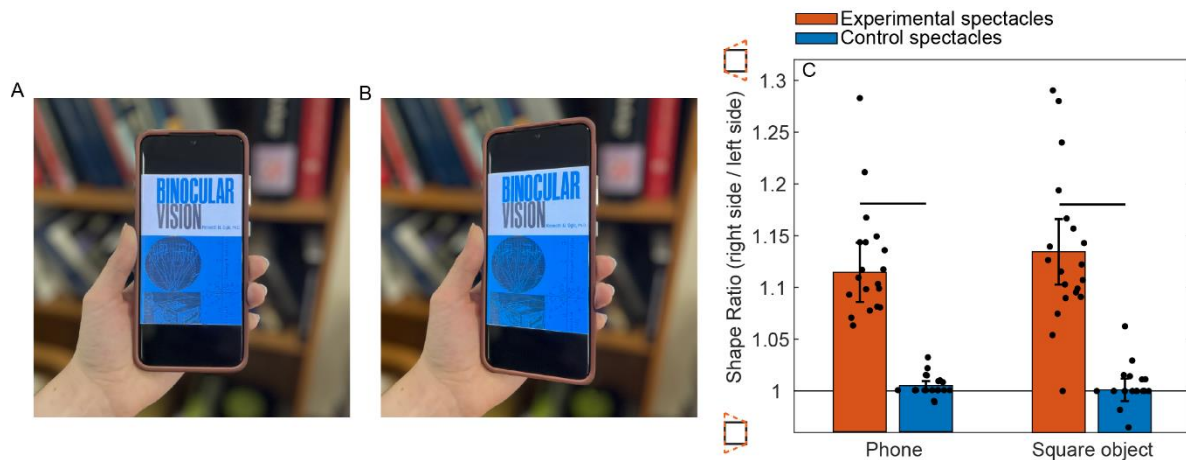 Experimental spectacles
Control spectacles
A
B
C
BINOCULAR
VISION
BINOCULAR
VISION
Shape Ratio (right side / left side)
1.3
1.25
1.2
1.15
1.1
1.05
1
Phone
Square object